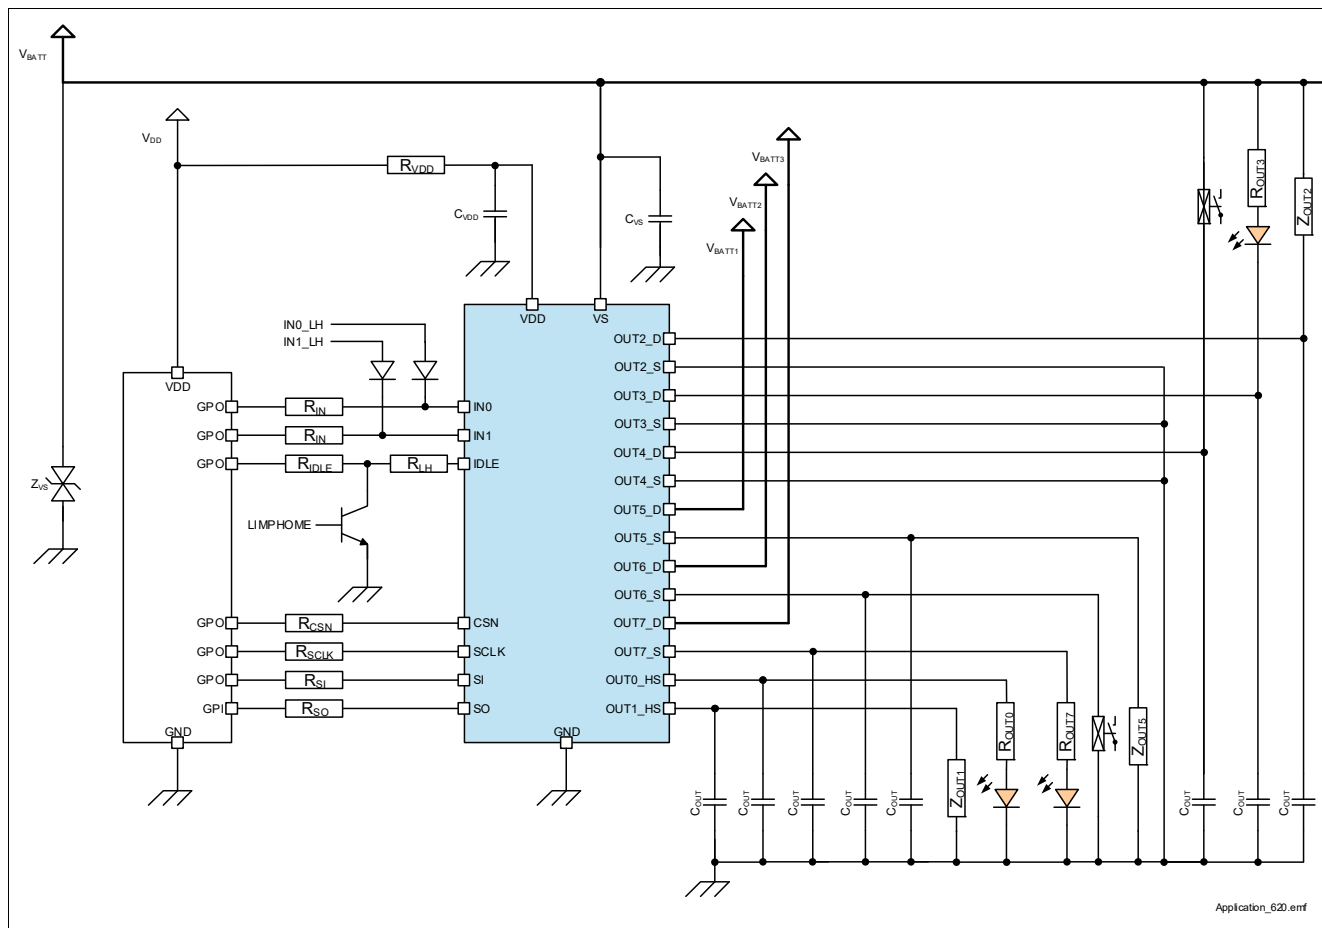 VBATT
VDD
RVDD
CVDD
CVS
VBATT3
VBATT2
VBATT1
ROUT3
ZOUT2
VDD
VS
IN0_LH
IN1_LH
VDD
GPO
RIN
IN0
GPO
RIN
IN1
GPO
RIDLE
RLH
IDLE
ZVS
LIMPHOME
GPO
RCSN
CSN
GPO
RSCLK
SCLK
GPO
RSI
SI
GPI
RSO
SO
GND
GND
OUT2_D
OUT2_S
OUT3_D
OUT3_S
OUT4_D
OUT4_S
OUT5_D
OUT5_S
OUT6_D
OUT6_S
OUT7_D
OUT7_S
OUT0_HS
OUT1_HS
ROUT0
ROUT7
ZOUT5
ZOUT1
COUT
COUT
COUT
COUT
COUT
COUT
COUT
COUT
Application_620.emf